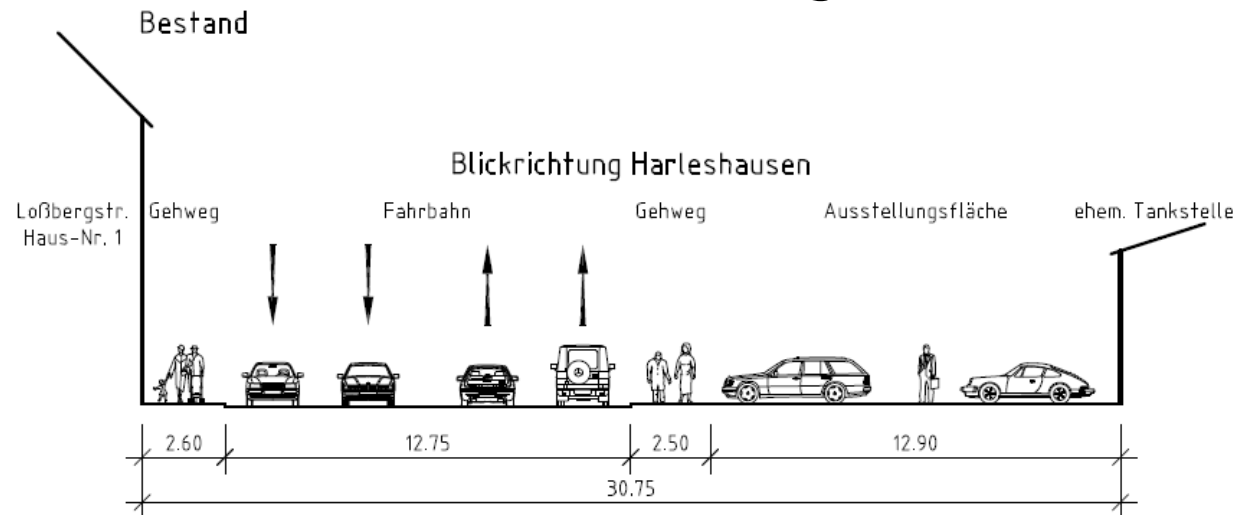 Bestand
Blickrichtung Harleshausen
Loßbergstr. Gehweg Fahrbahn Gehweg Ausstellungsfläche ehem. Tankstelle
Haus-Nr. 1
2.60 12.75 2.50 12.90
30.75